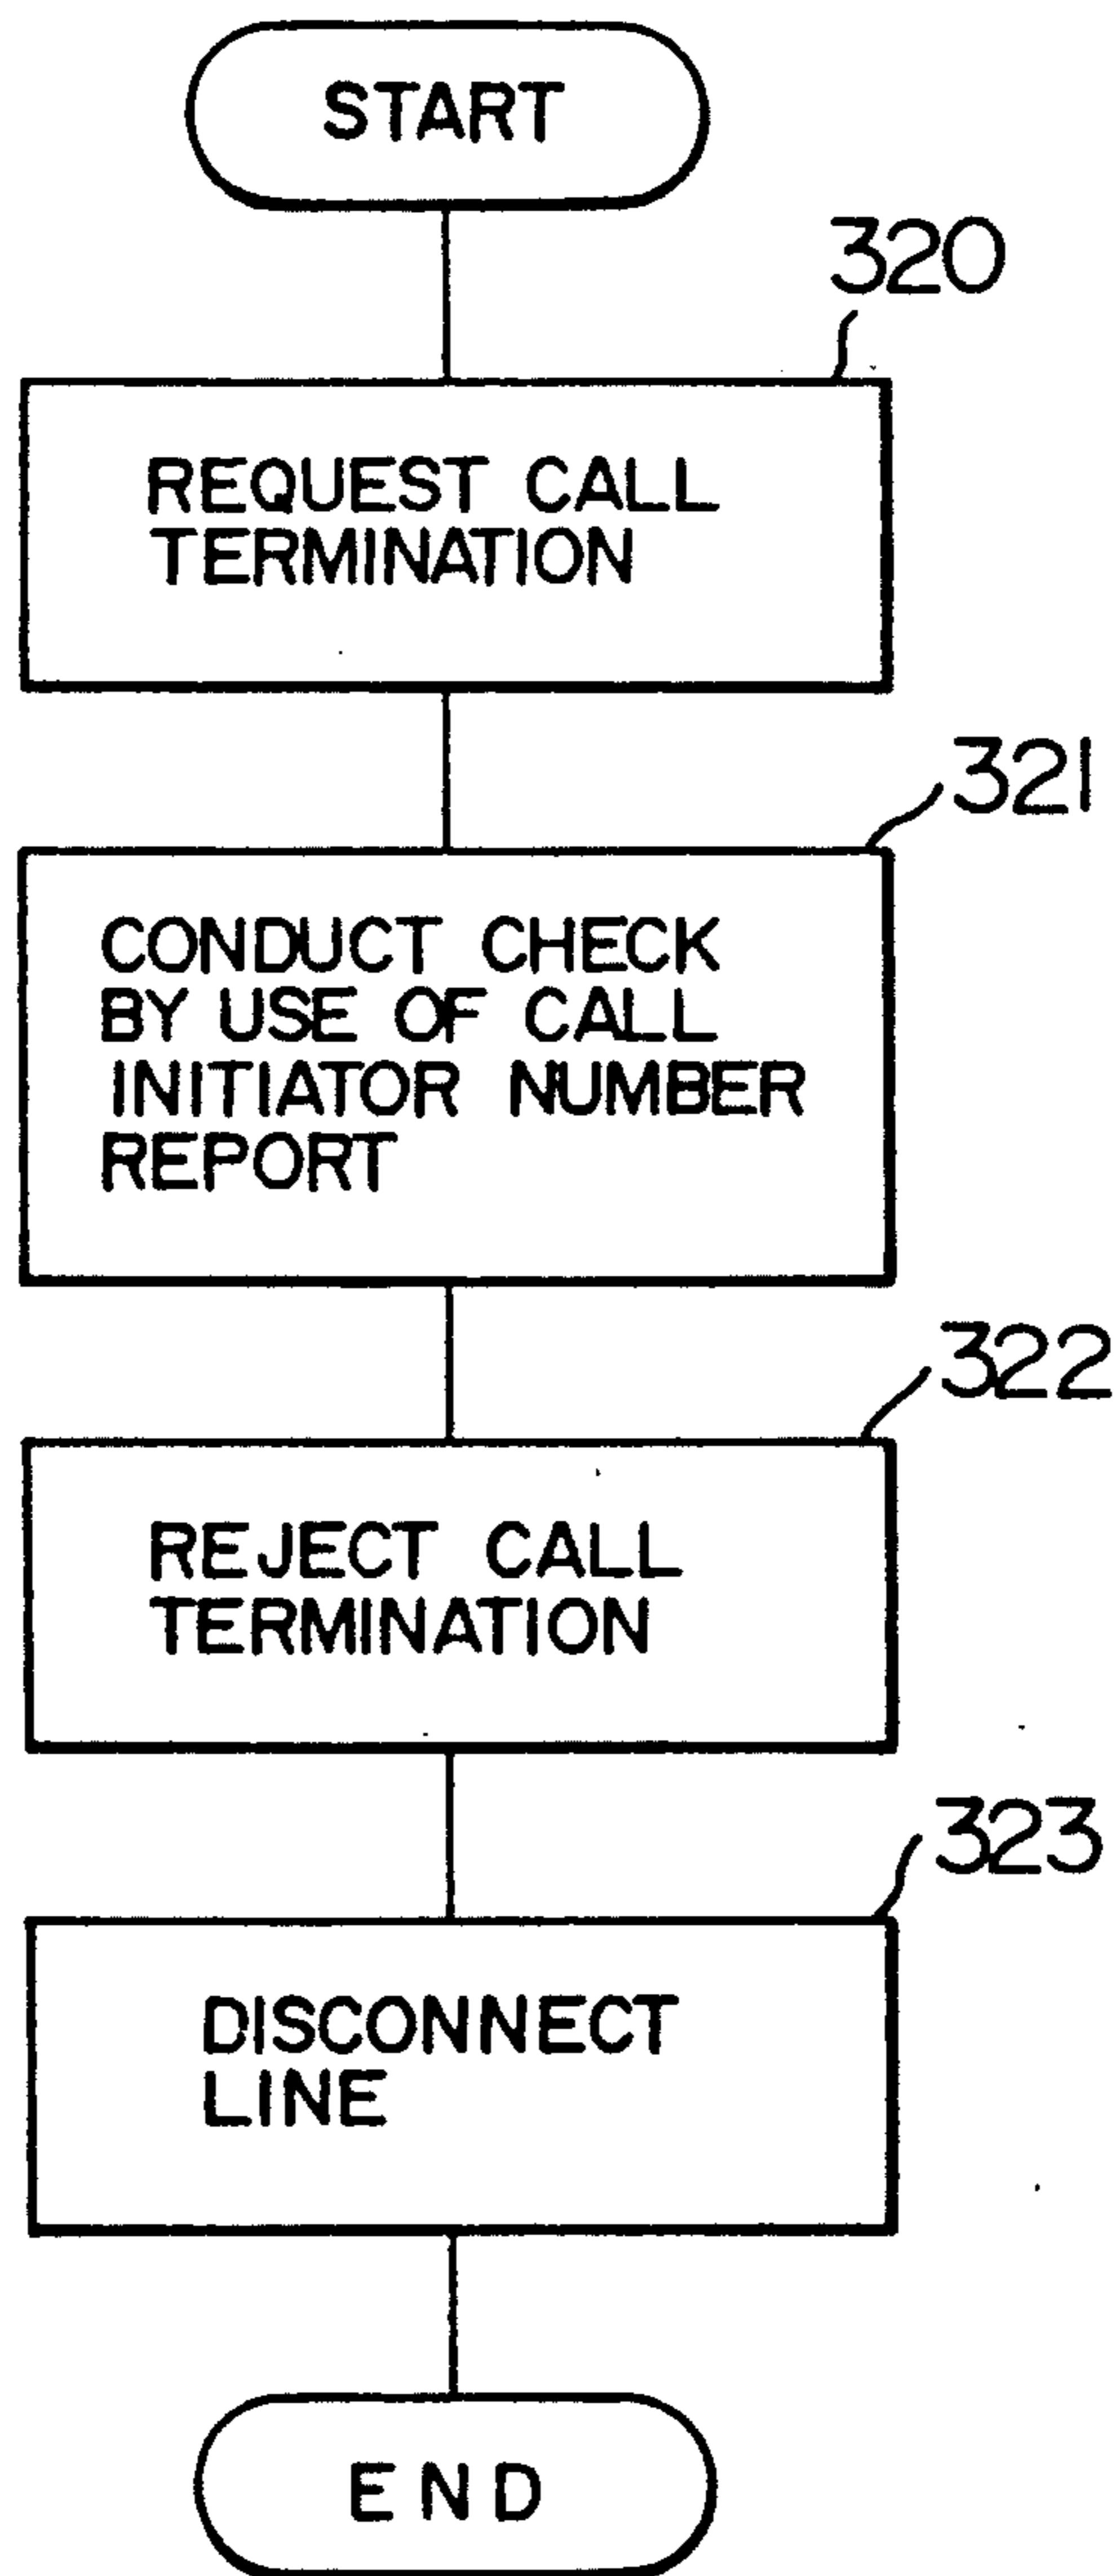 START
320
REQUEST CALL
TERMINATION
321
CONDUCT CHECK
BY USE OF CALL
INITIATOR NUMBER
REPORT
322
REJECT CALL
TERMINATION
323
DISCONNECT
LINE
END